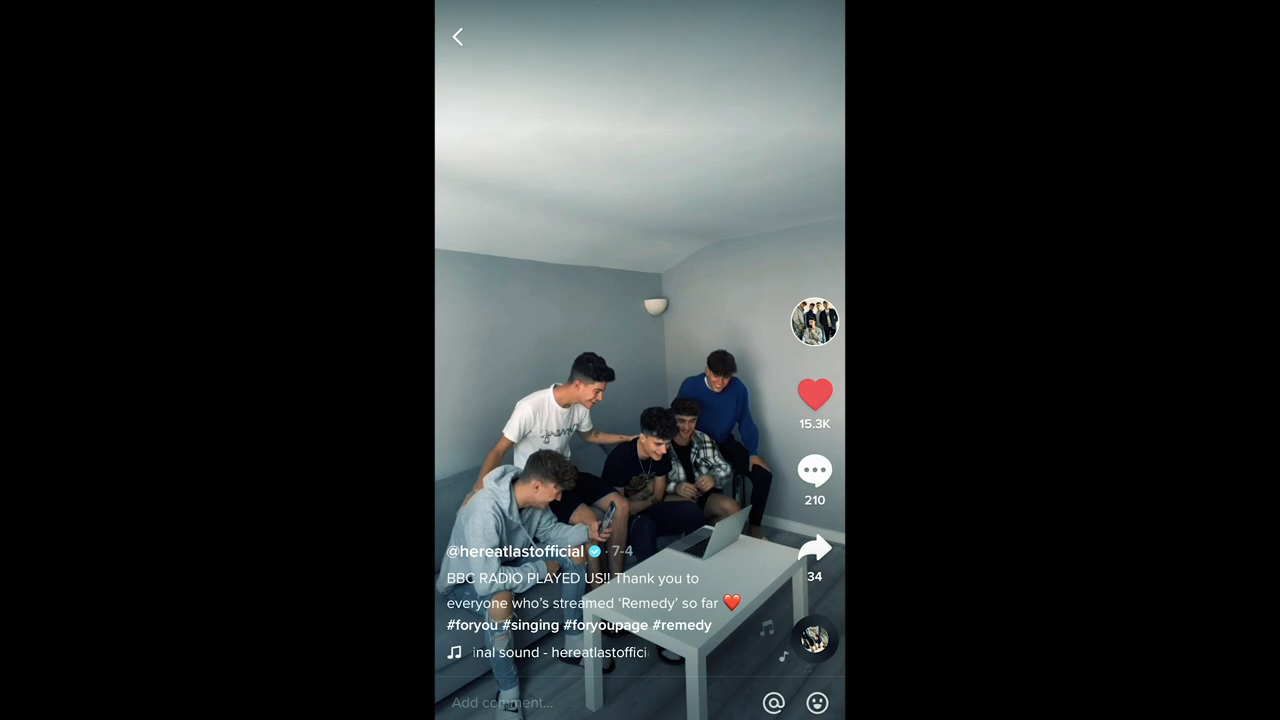 15.3K
210
@hereatlastofficial · 7-4
34
BBC RADIO PLAYED US!! Thank you to
everyone who's streamed ‘Remedy’ so far ❤️
#foryou #singing #foryoupage #remedy
inal sound - hereatlastoffici
Add comment...